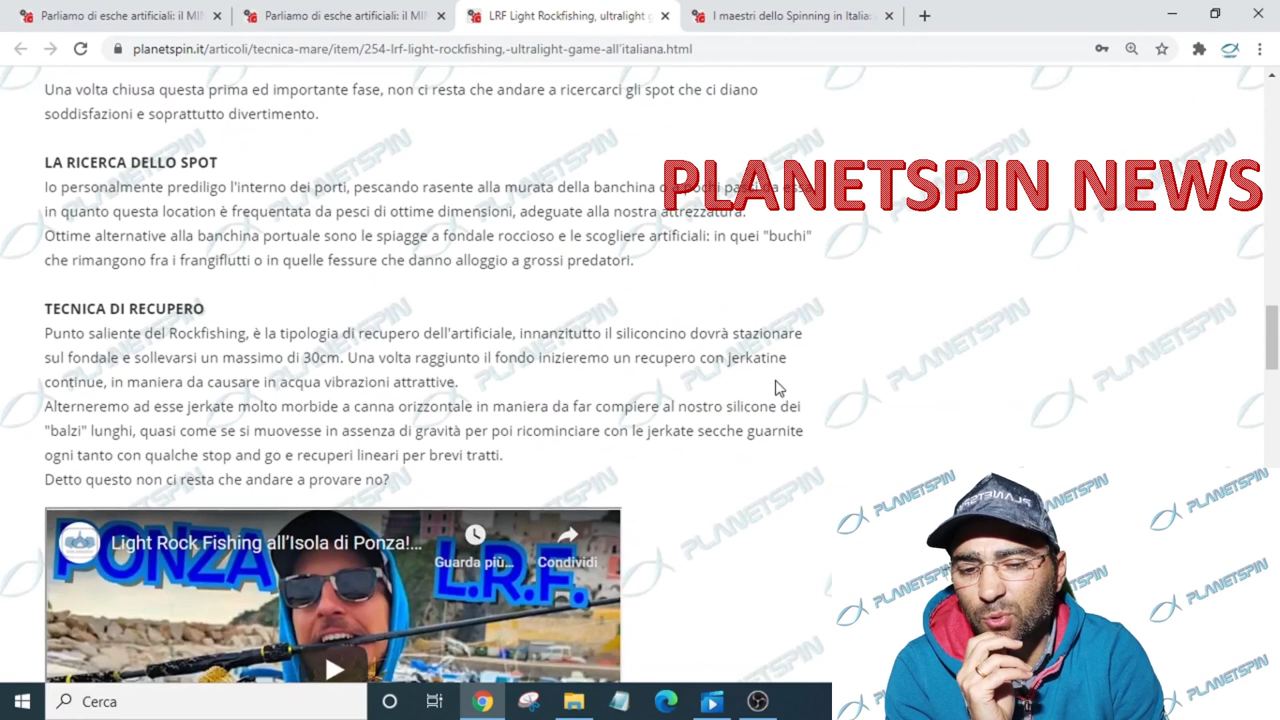 Parliamo di esche artificiali: il MIN
Parliamo di esche artificiali: il MIN
LRF Light Rockfishing, ultralight g
I maestri dello Spinning in Italia:
planetspin.it/articoli/tecnica-mare/item/254-lrf-light-rockfishing,-ultralight-game-all'italiana.html
Una volta chiusa questa prima ed importante fase, non ci resta che andare a ricercarci gli spot che ci diano
soddisfazioni e soprattutto divertimento.
LA RICERCA DELLO SPOT
PLANETSPIN NEWS
Io personalmente prediligo l'interno dei porti, pescando rasente alla murata della banchina o a pochi passi da essa
in quanto questa location è frequentata da pesci di ottime dimensioni, adeguate alla nostra attrezzatura.
Ottime alternative alla banchina portuale sono le spiagge a fondale roccioso e le scogliere artificiali: in quei "buchi"
che rimangono fra i frangiflutti o in quelle fessure che danno alloggio a grossi predatori.
TECNICA DI RECUPERO
Punto saliente del Rockfishing, è la tipologia di recupero dell'artificiale, innanzitutto il siliconcino dovrà stazionare
sul fondale e sollevarsi un massimo di 30cm. Una volta raggiunto il fondo inizieremo un recupero con jerkatine
continue, in maniera da causare in acqua vibrazioni attrattive.
Alterneremo ad esse jerkate molto morbide a canna orizzontale in maniera da far compiere al nostro silicone dei
"balzi" lunghi, quasi come se si muovesse in assenza di gravità per poi ricominciare con le jerkate secche guarnite
ogni tanto con qualche stop and go e recuperi lineari per brevi tratti.
Detto questo non ci resta che andare a provare no?
Light Rock Fishing all'Isola di Ponza!...
Guarda più...
Condividi
PONZA
L.R.F.
PLANETSPIN
PLANETSPIN
PLANETSPIN
Cerca